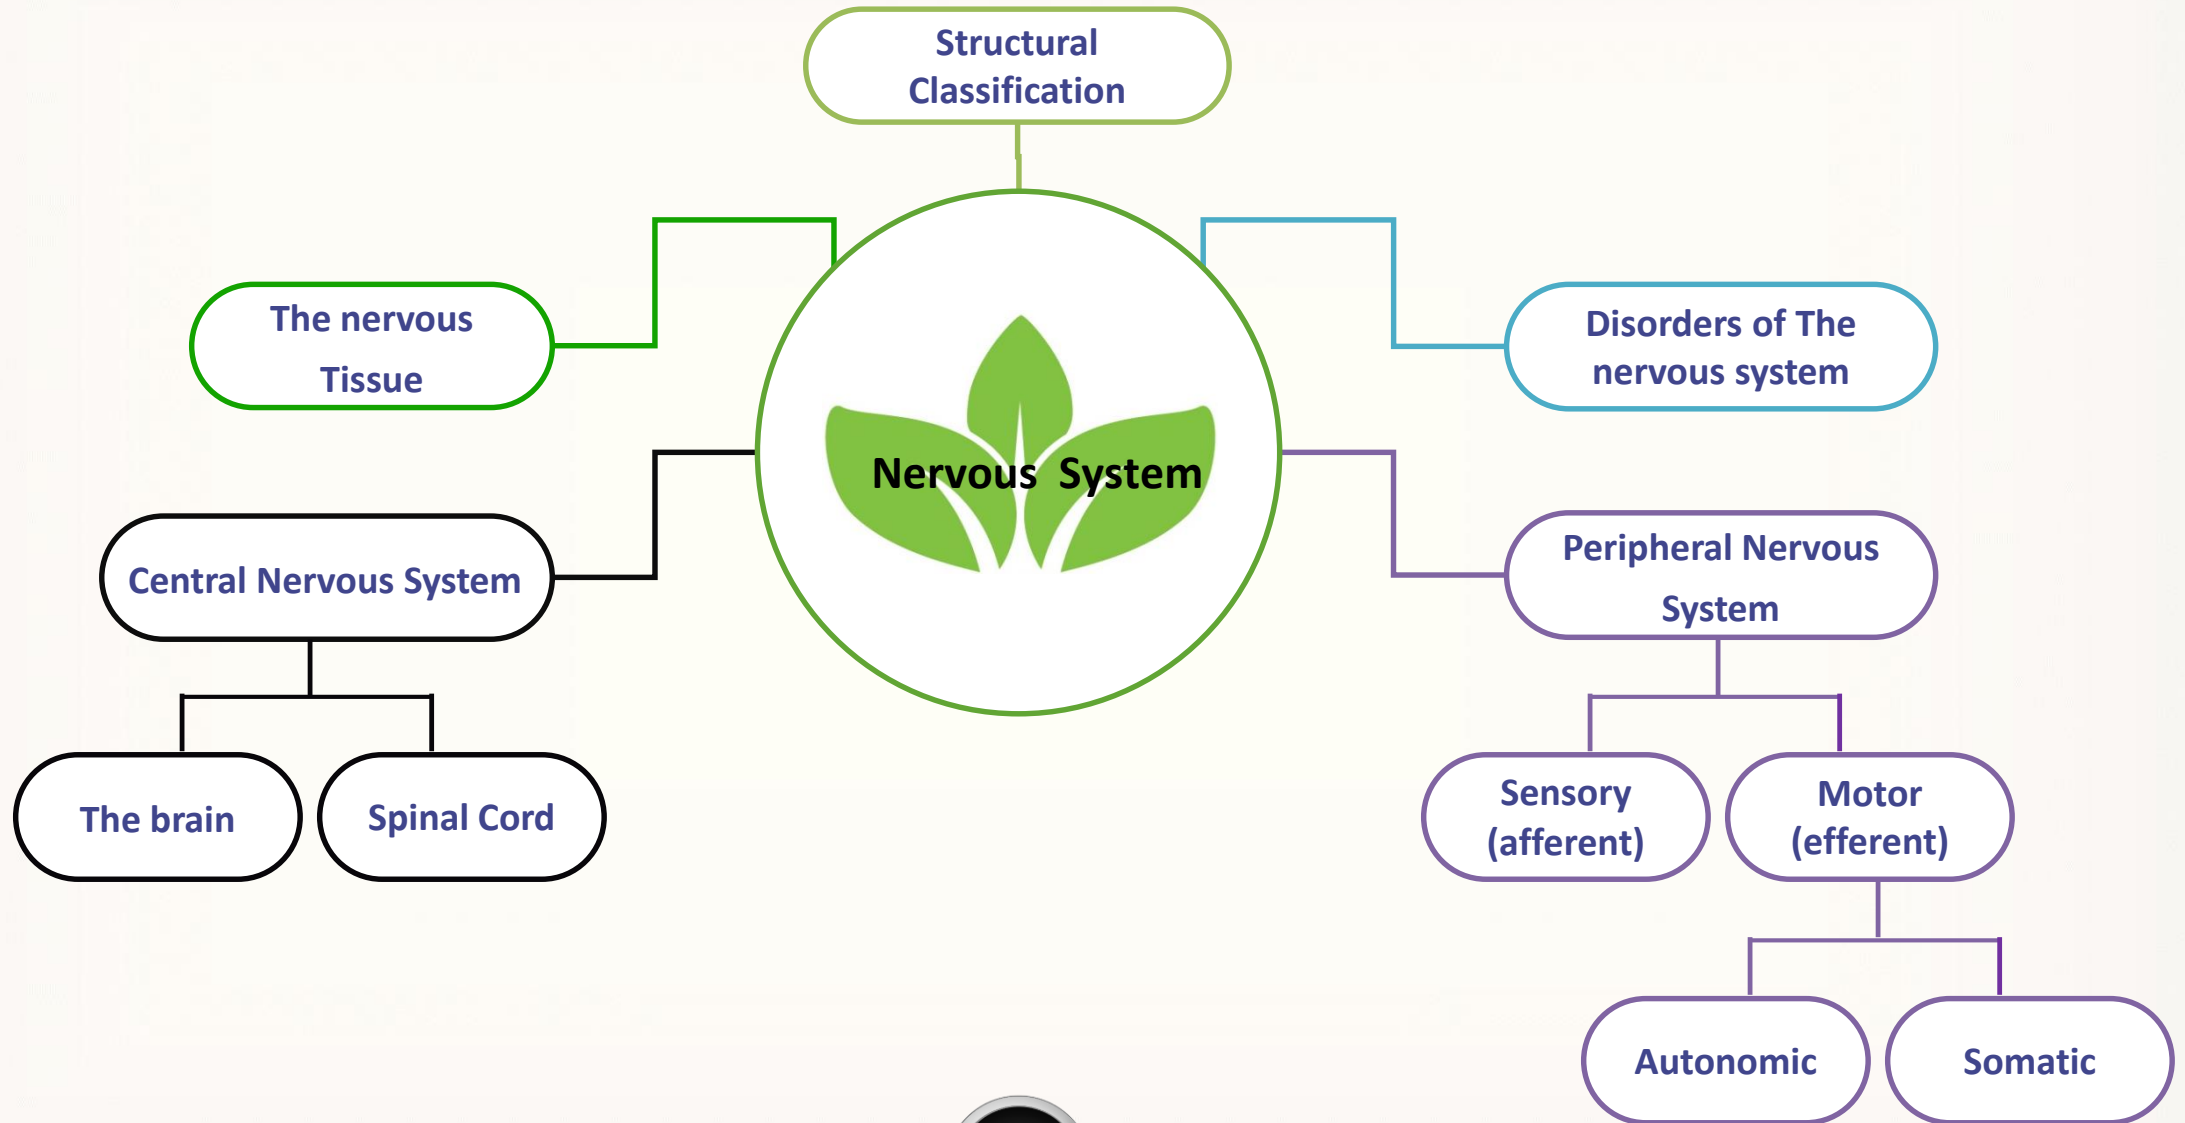 Structural
Classification
The nervous
Tissue
Disorders of The
nervous system
Nervous System
Central Nervous System
Peripheral Nervous
System
The brain
Spinal Cord
Sensory
(afferent)
Motor
(efferent)
Autonomic
Somatic